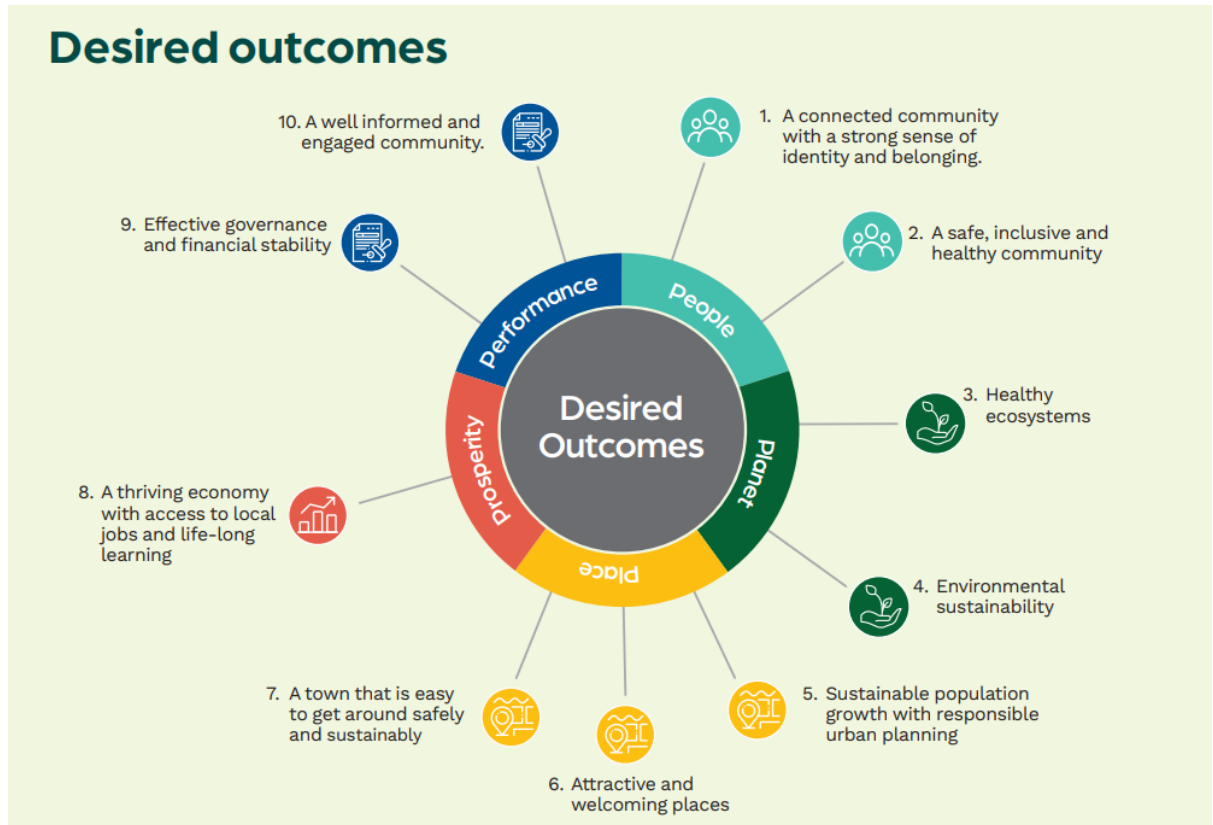 Desired outcomes
10. A well informed and
engaged community.
1. A connected community
with a strong sense of
identity and belonging.
9. Effective governance
and financial stability
2. A safe, inclusive and
healthy community
Performance
People
Desired
Outcomes
3. Healthy
ecosystems
Prosperity
Planet
8. A thriving economy
with access to local
jobs and life-long
learning
Place
4. Environmental
sustainability
7. A town that is easy
to get around safely
and sustainably
5. Sustainable population
growth with responsible
urban planning
6. Attractive and
welcoming places